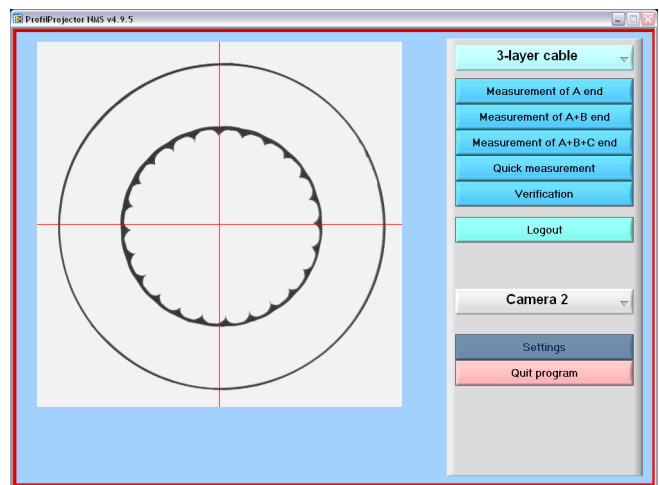 ProfilProjector NMS v4.9.5
3-layer cable
Measurement of A end
Measurement of A+B end
Measurement of A+B+C end
Quick measurement
Verification
Logout
Camera 2
Settings
Quit program